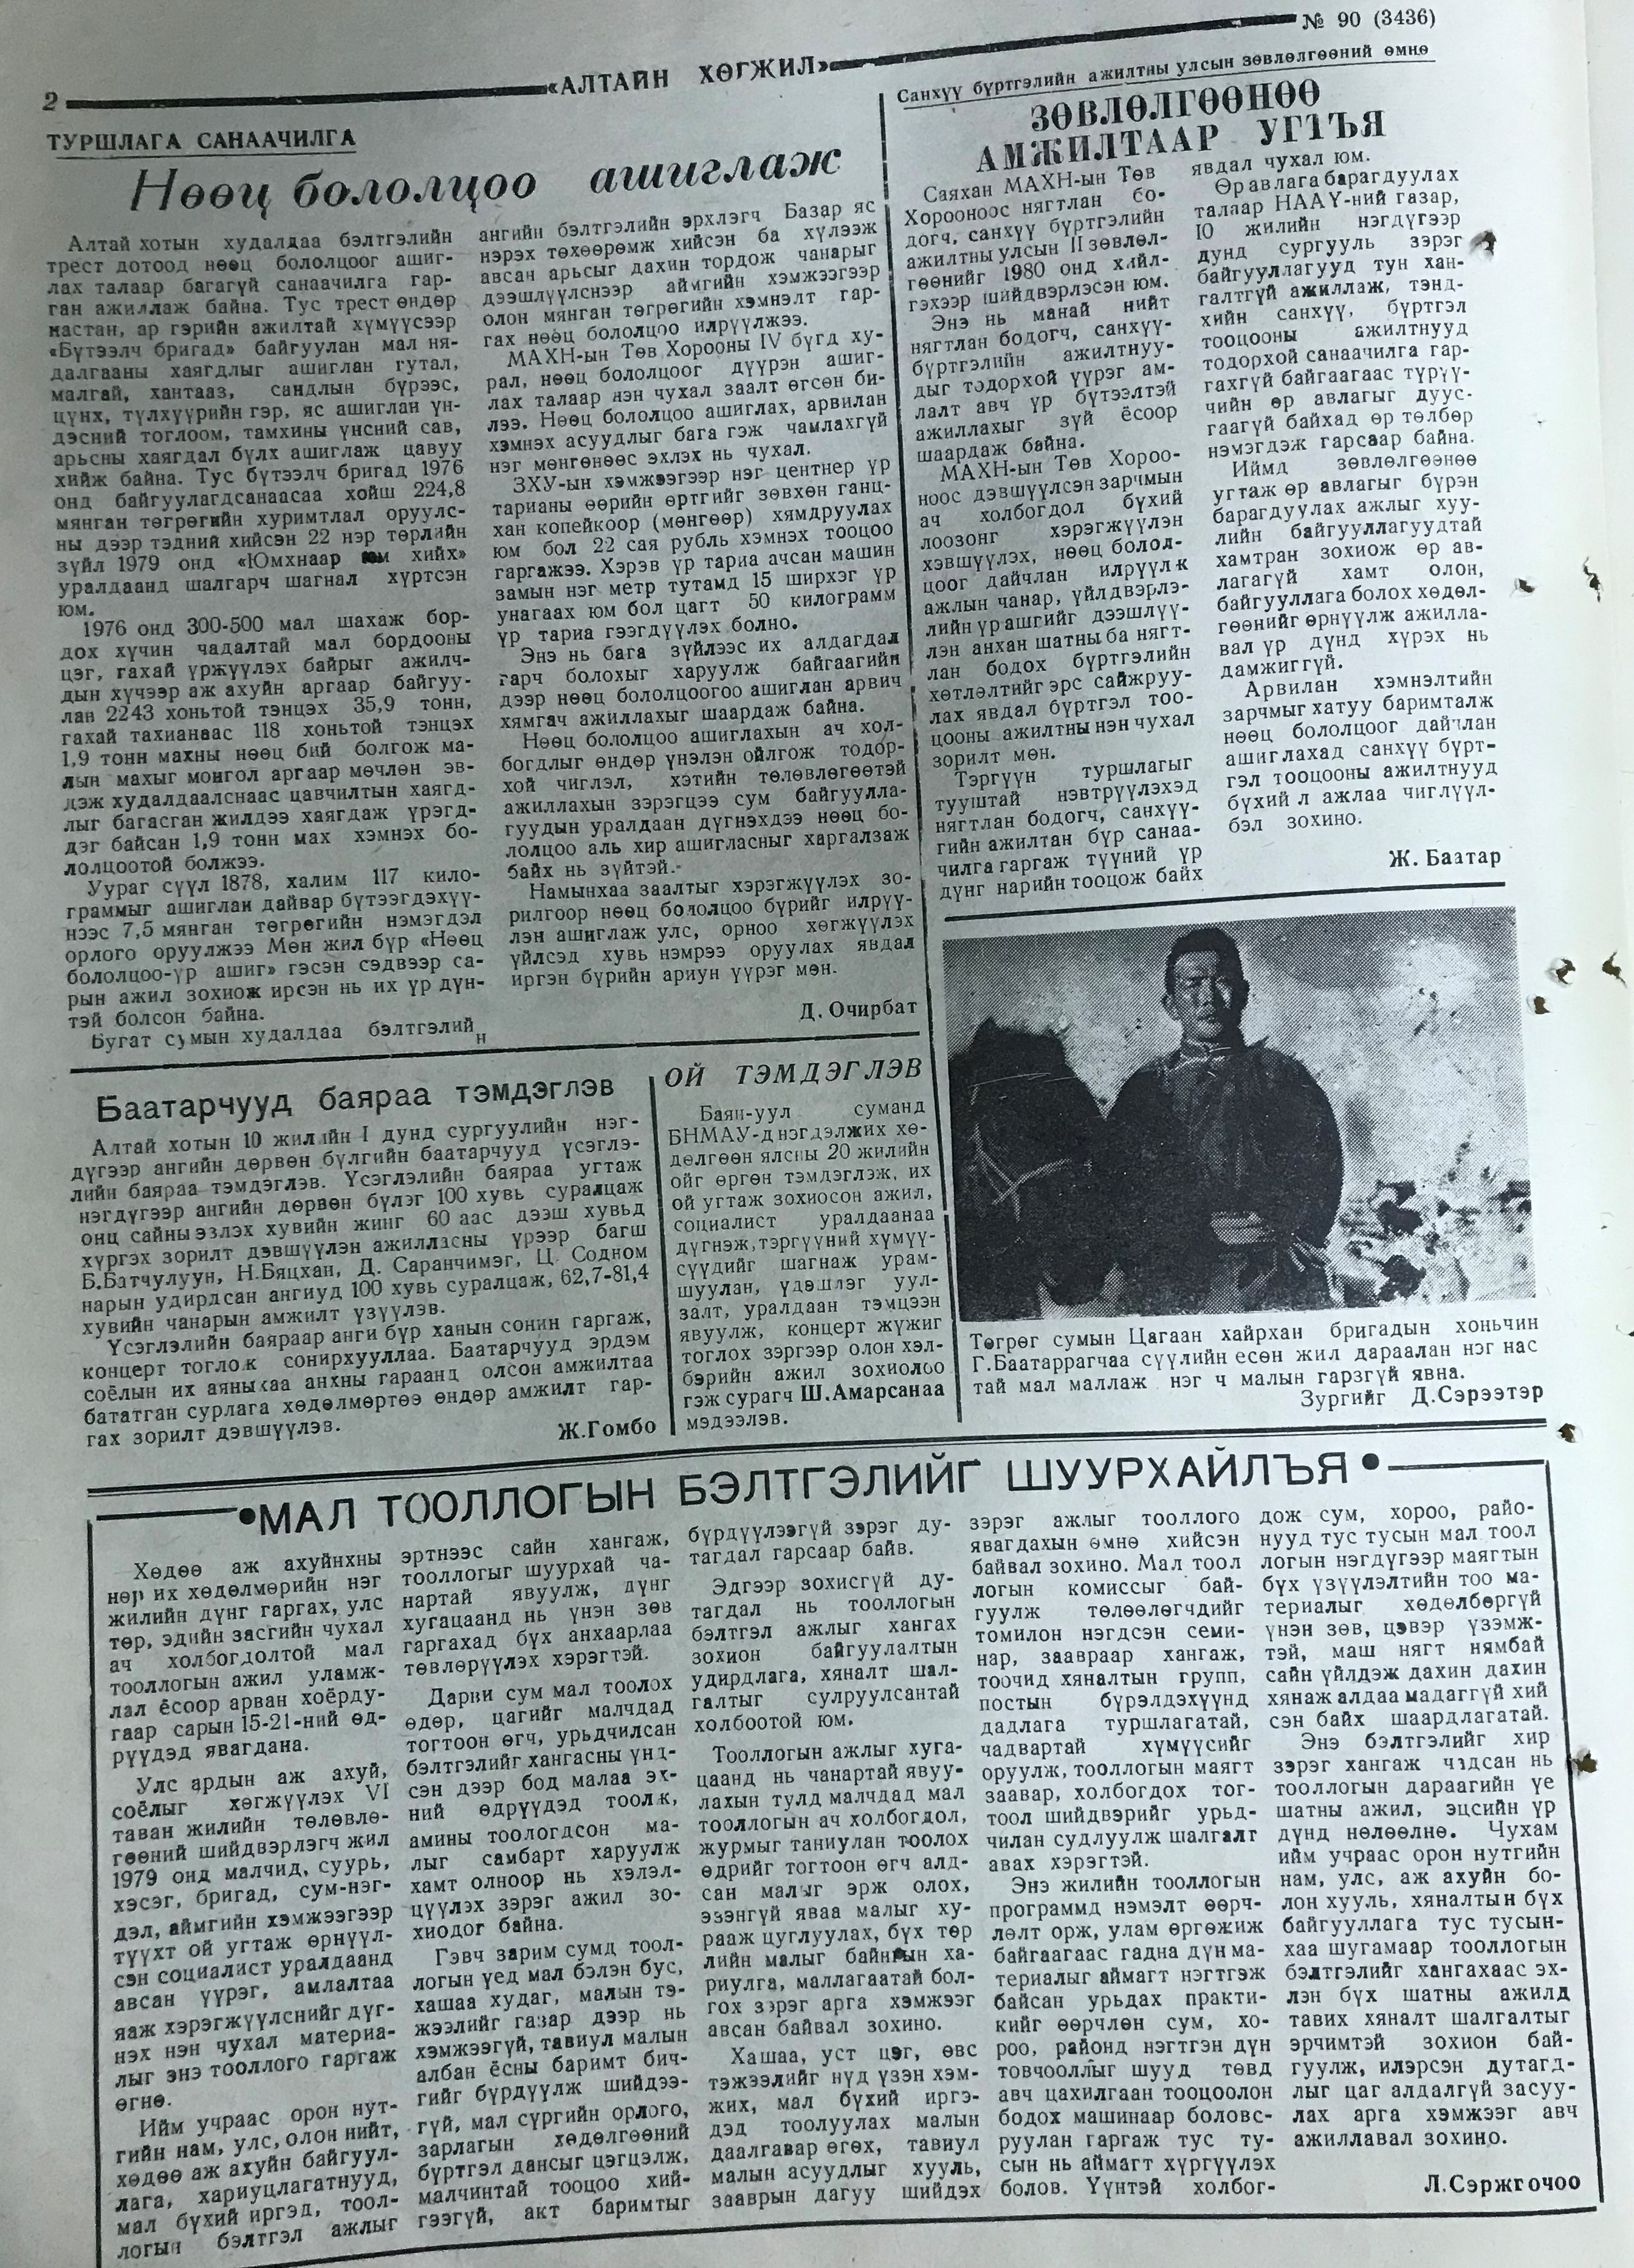 2
«АЛТАЙН ХӨГЖИЛ»
№ 90 (3436)
ТУРШЛАГА САНААЧИЛГА
Нөөц бололцоо ашиглаж
Алтай хотын худалдаа бэлтгэлийн
трест дотоод нөөц бололцоог ашиг-
лах талаар багагүй санаачилга гар-
ган ажиллаж байна. Тус трест өндөр
настан, ар гэрийн ажилтай хүмүүсээр
«Бүтээлч бригад» байгуулан мал ня-
далгааны хаягдлыг ашиглан гутал,
малгай, хантааз, сандлын бүрээс,
цүнх, түлхүүрийн гэр, яс ашиглан үн-
дэсний тоглоом, тамхины үнсний сав,
арьсны хаягдал бүлх ашиглаж цавуу
хийж байна. Тус бүтээлч бригад 1976
онд байгуулагдсанаасаа хойш 224,8
мянган төгрөгийн хуримтлал оруулс-
ны дээр тэдний хийсэн 22 нэр төрлийн
зүйл 1979 онд «Юмхнаар юм хийх»
уралдаанд шалгарч шагнал хүртсэн
юм.
1976 онд 300-500 мал шахаж бор-
дох хүчин чадалтай мал бордооны
цэг, гахай үржүүлэх байрыг ажилч-
дын хүчээр аж ахуйн аргаар байгуу-
лан 2243 хоньтой тэнцэх 35,9 тонн,
гахай тахианаас 118 хоньтой тэнцэх
1,9 тонн махны нөөц бий болгож ма-
лын махыг монгол аргаар мөчлөн эв-
дэж худалдаалснаас цавчилтын хаягд-
лыг багасган жилдээ хаягдаж үрэгд-
дэг байсан 1,9 тонн мах хэмнэх бо-
лолцоотой болжээ.
Уураг сүүл 1878, халим 117 кило-
граммыг ашиглан дайвар бүтээгдэхүү-
нээс 7,5 мянган төгрөгийн нэмэгдэл
орлого оруулжээ Мөн жил бүр «Нөөц
бололцоо-үр ашиг» гэсэн сэдвээр са-
рын ажил зохиож ирсэн нь их үр дүн-
тэй болсон байна.
Бугат сумын худалдаа бэлтгэлийн
ангийн бэлтгэлийн эрхлэгч Базар яс
нэрэх төхөөрөмж хийсэн ба хүлээж
авсан арьсыг дахин тордож чанарыг
дээшлүүлснээр аймгийн хэмжээгээр
олон мянган төгрөгийн хэмнэлт гар-
гах нөөц бололцоо илрүүлжээ.
МАХН-ын Төв Хорооны IV бүгд ху-
рал, нөөц бололцоог дүүрэн ашиг-
лах талаар нэн чухал заалт өгсөн би-
лээ. Нөөц бололцоо ашиглах, арвилан
хэмнэх асуудлыг бага гэж чамлахгүй
нэг мөнгөнөөс эхлэх нь чухал.
ЗХУ-ын хэмжээгээр нэг центнер үр
тарианы өөрийн өртгийг зөвхөн ганц-
хан копейкоор (мөнгөөр) хямдруулах
юм бол 22 сая рубль хэмнэх тооцоо
гаргажээ. Хэрэв үр тариа ачсан машин
замын нэг метр тутамд 15 ширхэг үр
унагаах юм бол цагт 50 килограмм
үр тариа гээгдүүлэх болно.
Энэ нь бага зүйлээс их алдагдал
гарч болохыг харуулж байгаагийн
дээр нөөц бололцоогоо ашиглан арвич
хямгач ажиллахыг шаардаж байна.
Нөөц бололцоо ашиглахын ач хол-
богдлыг өндөр үнэлэн ойлгож тодор-
хой чиглэл, хэтийн төлөвлөгөөтэй
ажиллахын зэрэгцээ сум байгуулла-
гуудын уралдаан дүгнэхдээ нөөц бо-
лолцоо аль хир ашигласныг харгалзаж
байх нь зүйтэй.-
Намынхаа заалтыг хэрэгжүүлэх зо-
рилгоор нөөц бололцоо бүрийг илрүү-
лэн ашиглаж улс, орноо хөгжүүлэх
үйлсэд хувь нэмрээ оруулах явдал
иргэн бүрийн ариун үүрэг мөн.
Д. Очирбат
Санхүү бүртгэлийн ажилтны улсын зөвлөлгөөний өмнө
ЗӨВЛӨЛГӨӨНӨӨ
АМЖИЛТААР УГТЪЯ
Саяхан МАХН-ын Төв
Хорооноос нягтлан бо-
догч, санхүү бүртгэлийн
ажилтны улсын II зөвлөл-
гөөнийг 1980 онд хийл-
гэхээр шийдвэрлэсэн юм.
Энэ нь манай нийт
нягтлан бодогч, санхүү-
бүртгэлийн ажилтнуу-
дыг тодорхой үүрэг ам-
лалт авч үр бүтээлтэй
ажиллахыг зүй ёсоор
шаардаж байна.
МАХН-ын Төв Хороо-
ноос дэвшүүлсэн зарчмын
ач холбогдол бүхий
лоозонг хэрэгжүүлэн
хэвшүүлэх, нөөц болол-
цоог дайчлан илрүүлж
ажлын чанар, үйлдвэрлэ-
лийн үр ашгийг дээшлүү-
лэн анхан шатны ба нягт-
лан бодох бүртгэлийн
хөтлөлтийг эрс сайжруу-
лах явдал бүртгэл тоо-
цооны ажилтны нэн чухал
зорилт мөн.
Тэргүүн туршлагыг
тууштай нэвтрүүлэхэд
нягтлан бодогч, санхүү-
гийн ажилтан бүр санаа-
чилга гаргаж түүний үр
дүнг нарийн тооцож байх
явдал чухал юм.
Өр авлага барагдуулах
талаар НААҮ-ний газар,
10 жилийн нэгдүгээр
дунд сургууль зэрэг
байгууллагууд тун хан-
галтгүй ажиллаж, тэнд-
хийн санхүү, бүртгэл
тооцооны ажилтнууд
тодорхой санаачилга гар-
гахгүй байгаагаас түрүү-
чийн өр авлагыг дуус-
гаагүй байхад өр төлбөр
нэмэгдэж гарсаар байна.
Иймд зөвлөлгөөнөө
угтаж өр авлагыг бүрэн
барагдуулах ажлыг хуу-
лийн байгууллагуудтай
хамтран зохиож өр ав-
лагагүй хамт олон,
байгууллага болох хөдөл-
гөөнийг өрнүүлж ажилла-
вал үр дүнд хүрэх нь
дамжиггүй.
Арвилан хэмнэлтийн
зарчмыг хатуу баримталж
нөөц бололцоог дайчлан
ашиглахад санхүү бүрт-
гэл тооцооны ажилтнууд
бүхий л ажлаа чиглүүл-
бэл зохино.
Ж. Баатар
Баатарчууд баяраа тэмдэглэв
Алтай хотын 10 жилийн I дунд сургуулийн нэг-
дүгээр ангийн дөрвөн бүлгийн баатарчууд үсэглэ-
лийн баяраа тэмдэглэв. Үсэглэлийн баяраа угтаж
нэгдүгээр ангийн дөрвөн бүлэг 100 хувь суралцаж
онц сайны эзлэх хувийн жинг 60 аас дээш хувьд
хүргэх зорилт дэвшүүлэн ажилласны үрээр багш
Б.Батчулуун, Н.Бяцхан, Д. Саранчимэг, Ц. Содном
нарын удирдсан ангиуд 100 хувь суралцаж, 62,7-81,4
хувийн чанарын амжилт үзүүлэв.
Үсэглэлийн баяраар анги бүр ханын сонин гаргаж,
концерт тоглож сонирхууллаа. Баатарчууд эрдэм
соёлын их аяныхаа анхны гараанд олсон амжилтаа
бататган сурлага хөдөлмөртөө өндөр амжилт гар-
гах зорилт дэвшүүлэв.
Ж.Гомбо
ОЙ ТЭМДЭГЛЭВ
Баян-уул суманд
БНМАУ-д нэгдэлжих хө-
дөлгөөн ялсны 20 жилийн
ойг өргөн тэмдэглэж, их
ой угтаж зохиосон ажил,
социалист уралдаанаа
дүгнэж, тэргүүний хүмүү-
сүүдийг шагнаж урам-
шуулан, үдэшлэг уул-
залт, уралдаан тэмцээн
явуулж, концерт жүжиг
тоглох зэргээр олон хэл-
бэрийн ажил зохиолоо
гэж сурагч Ш.Амарсанаа
мэдээлэв.
Төгрөг сумын Цагаан хайрхан бригадын хоньчин
Г.Баатаррагчаа сүүлийн есөн жил дараалан нэг нас
тай мал маллаж нэг ч малын гарзгүй явна.
Зургийг Д.Сэрээтэр
•МАЛ ТООЛЛОГЫН БЭЛТГЭЛИЙГ ШУУРХАЙЛЪЯ•
Хөдөө аж ахуйнхны
нөр их хөдөлмөрийн нэг
жилийн дүнг гаргах, улс
төр, эдийн засгийн чухал
ач холбогдолтой мал
тооллогын ажил уламж-
лал ёсоор арван хоёрду-
гаар сарын 15-21-ний өд-
рүүдэд явагдана.
Улс ардын аж ахуй,
соёлыг хөгжүүлэх VI
таван жилийн төлөвлө-
гөөний шийдвэрлэгч жил
1979 онд малчид, суурь,
хэсэг, бригад, сум-нэг-
дэл, аймгийн хэмжээгээр
түүхт ой угтаж өрнүүл-
сэн социалист уралдаанд
авсан үүрэг, амлалтаа
яаж хэрэгжүүлснийг дүг-
нэх нэн чухал материа-
лыг энэ тооллого гаргаж
өгнө.
Ийм учраас орон нут-
гийн нам, улс, олон нийт,
хөдөө аж ахуйн байгуул-
лага, хариуцлагатнууд,
мал бүхий иргэд, тоол-
логын бэлтгэл ажлыг
эртнээс сайн хангаж,
тооллогыг шуурхай ча-
нартай явуулж, дүнг
хугацаанд нь үнэн зөв
гаргахад бүх анхаарлаа
төвлөрүүлэх хэрэгтэй.
Дарви сум мал тоолох
өдөр, цагийг малчдад
тогтоон өгч, урьдчилсан
бэлтгэлийг хангасны үнд-
сэн дээр бод малаа эх-
ний өдрүүдэд тоолж,
амины тоологдсон ма-
лыг самбарт харуулж
хамт олноор нь хэлэл-
цүүлэх зэрэг ажил зо-
хиодог байна.
Гэвч зарим сумд тоол-
логын үед мал бэлэн бус,
хашаа худаг, малын тэ-
жээлийг газар дээр нь
хэмжээгүй, тавиул малын
албан ёсны баримт бич-
гийг бүрдүүлж шийдээ-
гүй, мал сүргийн орлого,
зарлагын хөдөлгөөний
бүртгэл дансыг цэгцэлж,
малчинтай тооцоо хий-
гээгүй, акт баримтыг
бүрдүүлээгүй зэрэг ду-
тагдал гарсаар байв.
Эдгээр зохисгүй ду-
тагдал нь тооллогын
бэлтгэл ажлыг хангах
зохион байгуулалтын
удирдлага, хяналт шал-
галтыг сулруулсантай
холбоотой юм.
Тооллогын ажлыг хуга-
цаанд нь чанартай явуу-
лахын тулд малчдад мал
тооллогын ач холбогдол,
журмыг таниулан тоолох
өдрийг тогтоон өгч алд-
сан малыг эрж олох,
эзэнгүй яваа малыг ху-
рааж цуглуулах, бүх төр
лийн малыг байнгын ха-
риулга, маллагаатай бол-
гох зэрэг арга хэмжээг
авсан байвал зохино.
Хашаа, уст цэг, өвс
тэжээлийг нүд үзэн хэм-
жих, мал бүхий иргэ-
дэд тоолуулах малын
даалгавар өгөх, тавиул
малын асуудлыг хууль,
зааврын дагуу шийдэх
зэрэг ажлыг тооллого
явагдахын өмнө хийсэн
байвал зохино. Мал тоол
логын комиссыг бай-
гуулж төлөөлөгчдийг
томилон нэгдсэн семи-
нар, заавраар хангаж,
тоочид хяналтын групп,
постын бүрэлдэхүүнд
дадлага туршлагатай,
чадвартай хүмүүсийг
оруулж, тооллогын маягт
заавар, холбогдох тог-
тоол шийдвэрийг урьд-
чилан судлуулж шалгалт
авах хэрэгтэй.
Энэ жилийн тооллогын
программд нэмэлт өөрч-
лөлт орж, улам өргөжиж
байгаагаас гадна дүн ма-
териалыг аймагт нэгтгэж
байсан урьдах практи-
кийг өөрчлөн сум, хо-
роо, районд нэгтгэн дүн
товчооллыг шууд төвд
авч цахилгаан тооцоолон
бодох машинаар боловс-
руулан гаргаж тус ту-
сын нь аймагт хүргүүлэх
болов. Үүнтэй холбог-
дож сум, хороо, райо-
нууд тус тусын мал тоол
логын нэгдүгээр маягтын
бүх үзүүлэлтийн тоо ма-
териалыг хөдөлбөргүй
үнэн зөв, цэвэр үзэмж-
тэй, маш нягт нямбай
сайн үйлдэж дахин дахин
хянаж алдаа мадаггүй хий
сэн байх шаардлагатай.
Энэ бэлтгэлийг хир
зэрэг хангаж чадсан нь
тооллогын дараагийн үе
шатны ажил, эцсийн үр
дүнд нөлөөлнө. Чухам
ийм учраас орон нутгийн
нам, улс, аж ахуйн бо-
лон хууль, хяналтын бүх
байгууллага тус тусын-
хаа шугамаар тооллогын
бэлтгэлийг хангахаас эх-
лэн бүх шатны ажилд
тавих хяналт шалгалтыг
эрчимтэй зохион бай-
гуулж, илэрсэн дутагд-
лыг цаг алдалгүй засуу-
лах арга хэмжээг авч
ажиллавал зохино.
Л.Сэржгочоо